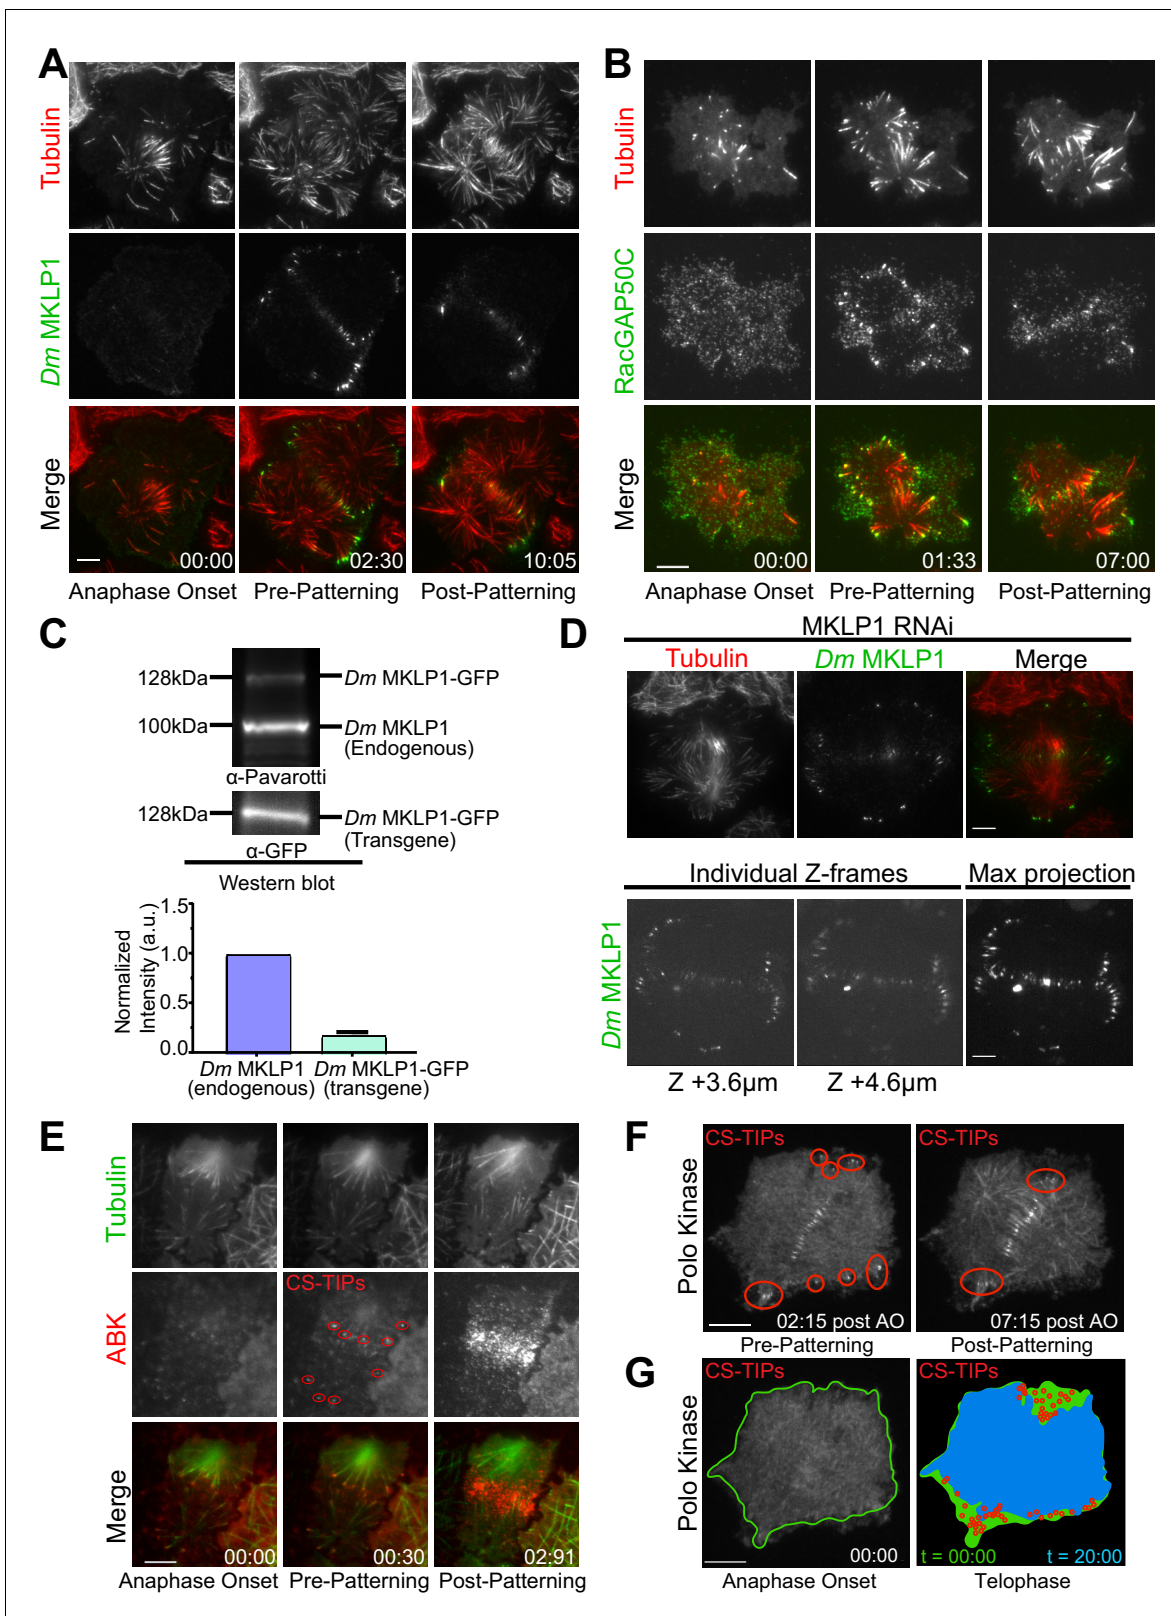 A
Tubulin
Dm MKLP1
Merge
00:00
02:30
10:05
Anaphase Onset
Pre-Patterning
Post-Patterning
B
Tubulin
RacGAP50C
Merge
00:00
01:33
07:00
Anaphase Onset
Pre-Patterning
Post-Patterning
C
128kDa
Dm MKLP1-GFP
100kDa
Dm MKLP1
(Endogenous)
α-Pavarotti
128kDa
Dm MKLP1-GFP
(Transgene)
α-GFP
Western blot
Normalized
Intensity (a.u.)
1.5
1.0
0.5
0.0
Dm MKLP1
(endogenous)
Dm MKLP1-GFP
(transgene)
D
MKLP1 RNAi
Tubulin
Dm MKLP1
Merge
Individual Z-frames
Max projection
Dm MKLP1
Z +3.6µm
Z +4.6µm
E
Tubulin
ABK
CS-TIPs
Merge
00:00
00:30
02:91
Anaphase Onset
Pre-Patterning
Post-Patterning
F
Polo Kinase
CS-TIPs
CS-TIPs
02:15 post AO
07:15 post AO
Pre-Patterning
Post-Patterning
G
Polo Kinase
CS-TIPs
CS-TIPs
00:00
t = 00:00
t = 20:00
Anaphase Onset
Telophase